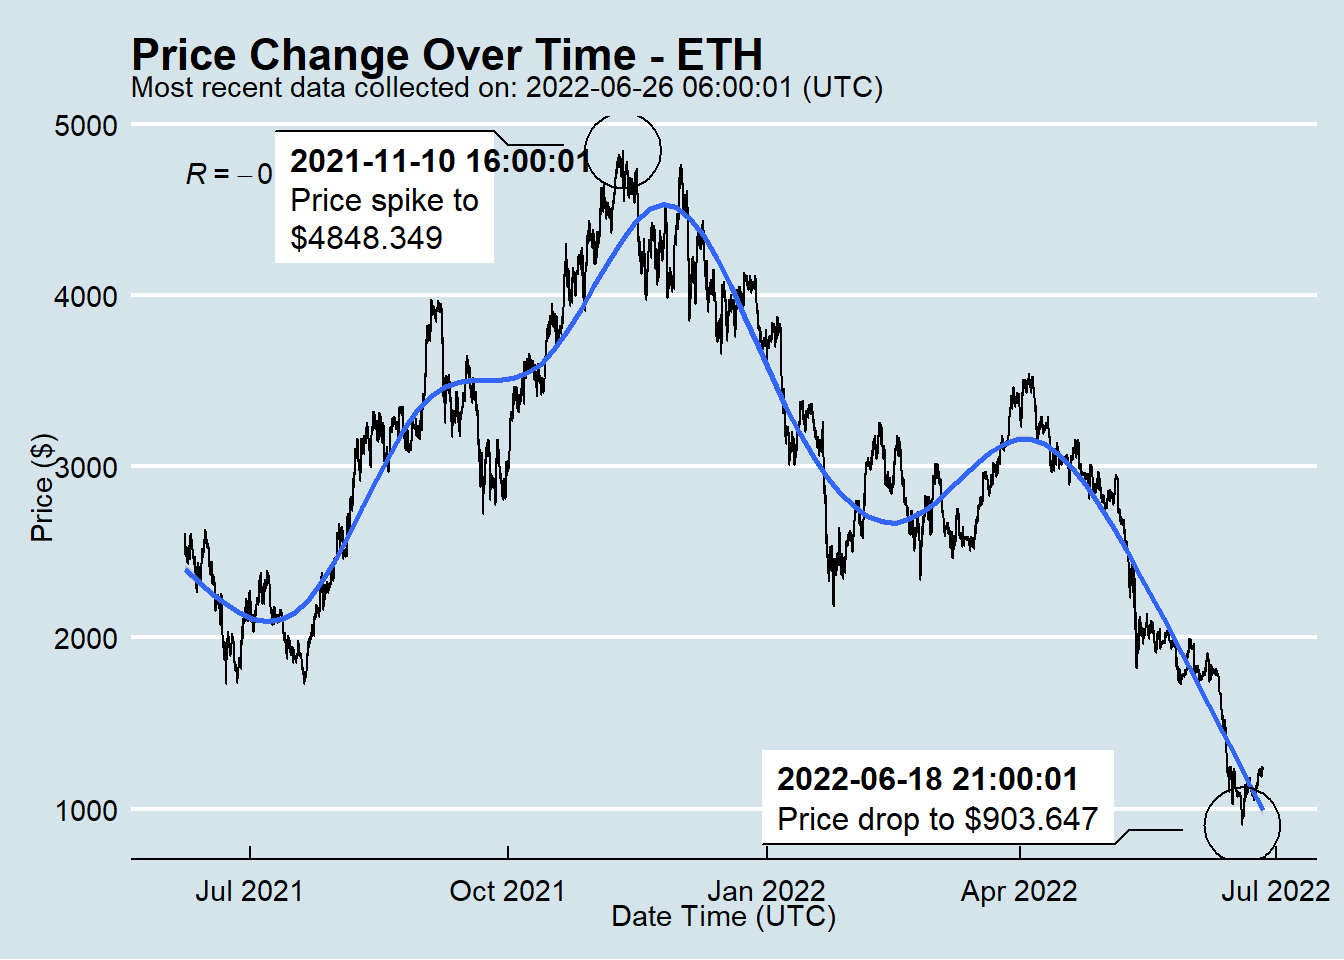 Price Change Over Time - ETH
Most recent data collected on: 2022-06-26 06:00:01 (UTC)
5000
4000
3000
2000
1000
Price ($)
R = −0
2021-11-10 16:00:01
Price spike to
$4848.349
2022-06-18 21:00:01
Price drop to $903.647
Jul 2021
Oct 2021
Jan 2022
Apr 2022
Jul 2022
Date Time (UTC)